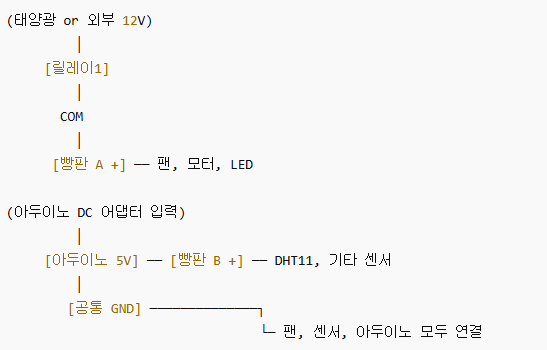 (태양광 or 외부 12V)
[릴레이1]
COM
[빵판 A +] ── 팬, 모터, LED
(아두이노 DC 어댑터 입력)
[아두이노 5V] ── [빵판 B +] ── DHT11, 기타 센서
[공통 GND] ──────────────┐
└─ 팬, 센서, 아두이노 모두 연결